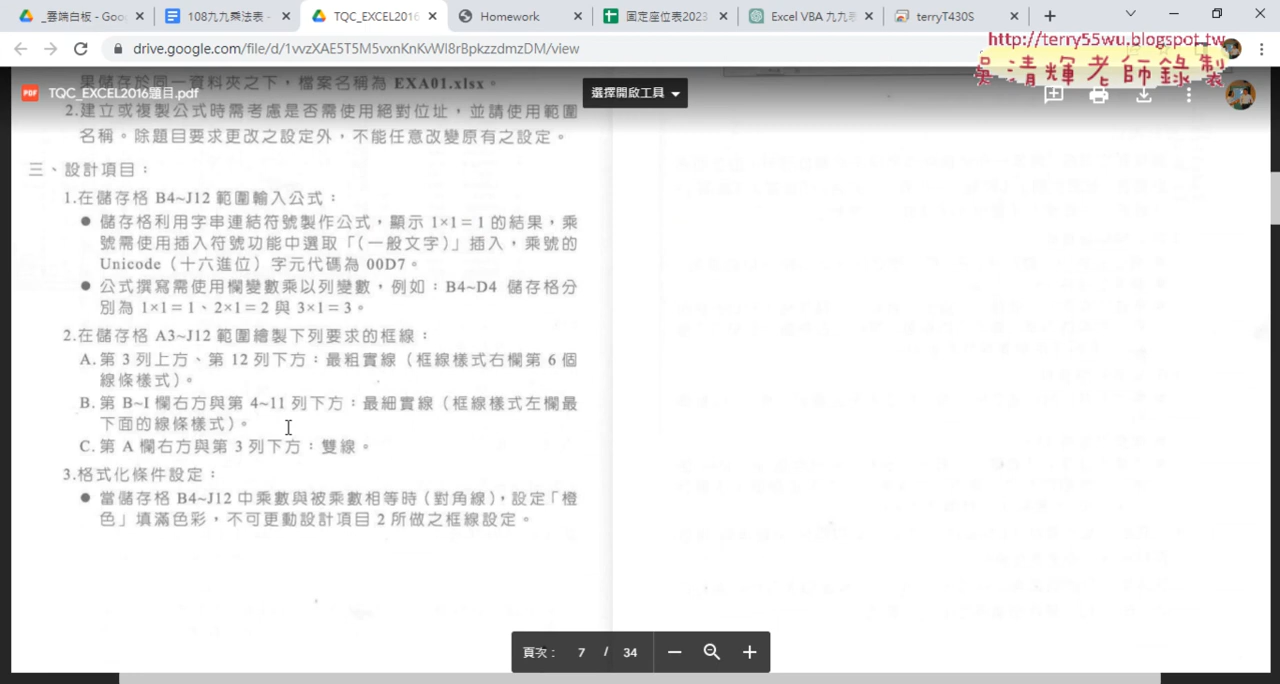 _雲端白板 - Goo
108九九乘法表 -
TQC_EXCEL2016
Homework
固定座位表2023
Excel VBA 九九乘
terryT430S
drive.google.com/file/d/1vvzXAE5T5M5vxnKnKvWl8rBpkzzdmzDM/view
http://terry55wu.blogspot.tw
吳清輝老師錄製
TQC_EXCEL2016題目.pdf
選擇開啟工具
果儲存於同一資料夾之下,檔案名稱為 EXA01.xlsx。
2.建立或複製公式時需考慮是否需使用絕對位址,並請使用範圍
名稱。除題目要求更改之設定外,不能任意改變原有之設定。
三、設計項目:
1.在儲存格 B4~J12 範圍輸入公式:
● 儲存格利用字串連結符號製作公式,顯示 1×1=1 的結果,乘
號需使用插入符號功能中選取「(一般文字)」插入,乘號的
Unicode(十六進位)字元代碼為 00D7。
● 公式撰寫需使用欄變數乘以列變數,例如:B4~D4 儲存格分
別為 1×1=1、2×1=2 與 3×1=3。
2.在儲存格 A3~J12 範圍繪製下列要求的框線:
A.第 3 列上方、第 12 列下方:最粗實線(框線樣式右欄第 6 個
線條樣式)。
B.第 B~I 欄右方與第 4~11 列下方:最細實線(框線樣式左欄最
下面的線條樣式)。
C.第 A 欄右方與第 3 列下方:雙線。
3.格式化條件設定:
● 當儲存格 B4~J12 中乘數與被乘數相等時(對角線),設定「橙
色」填滿色彩,不可更動設計項目 2 所做之框線設定。
頁次: 7 / 34